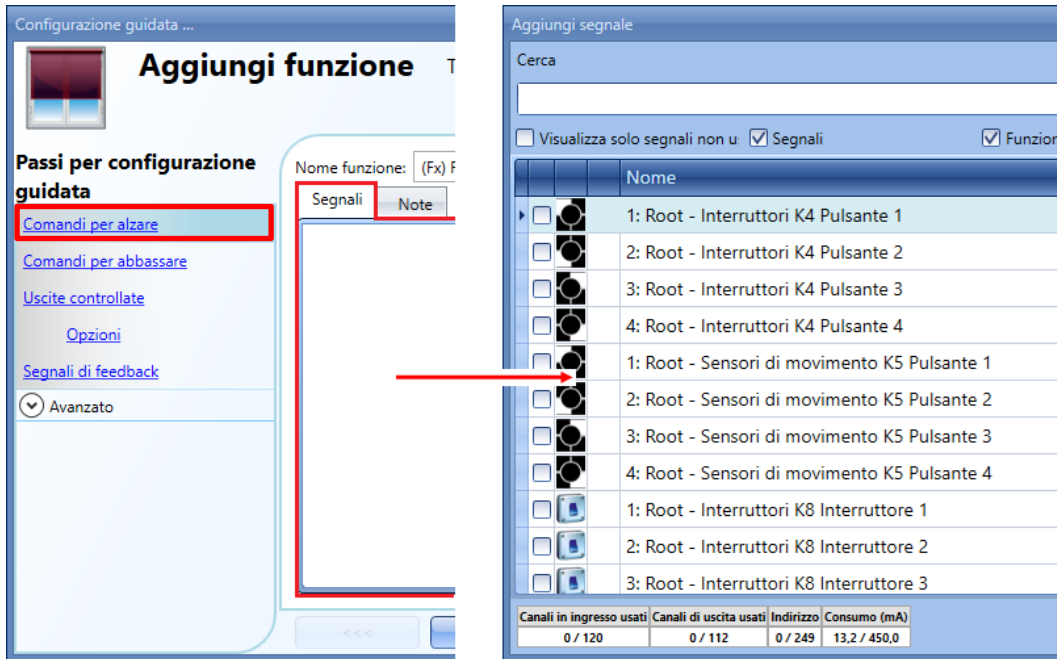 Configurazione guidata ...
Aggiungi funzione
Passi per configurazione
guidata
Comandi per alzare
Comandi per abbassare
Uscite controllate
Opzioni
Segnali di feedback
Avanzato
Nome funzione: (Fx)
Segnali Note
<<<
Aggiungi segnale
Cerca
Visualizza solo segnali non u Segnali Funzion
Nome
1: Root - Interruttori K4 Pulsante 1
2: Root - Interruttori K4 Pulsante 2
3: Root - Interruttori K4 Pulsante 3
4: Root - Interruttori K4 Pulsante 4
1: Root - Sensori di movimento K5 Pulsante 1
2: Root - Sensori di movimento K5 Pulsante 2
3: Root - Sensori di movimento K5 Pulsante 3
4: Root - Sensori di movimento K5 Pulsante 4
1: Root - Interruttori K8 Interruttore 1
2: Root - Interruttori K8 Interruttore 2
3: Root - Interruttori K8 Interruttore 3
Canali in ingresso usati Canali di uscita usati Indirizzo Consumo (mA)
0 / 120 0 / 112 0 / 249 13,2 / 450,0